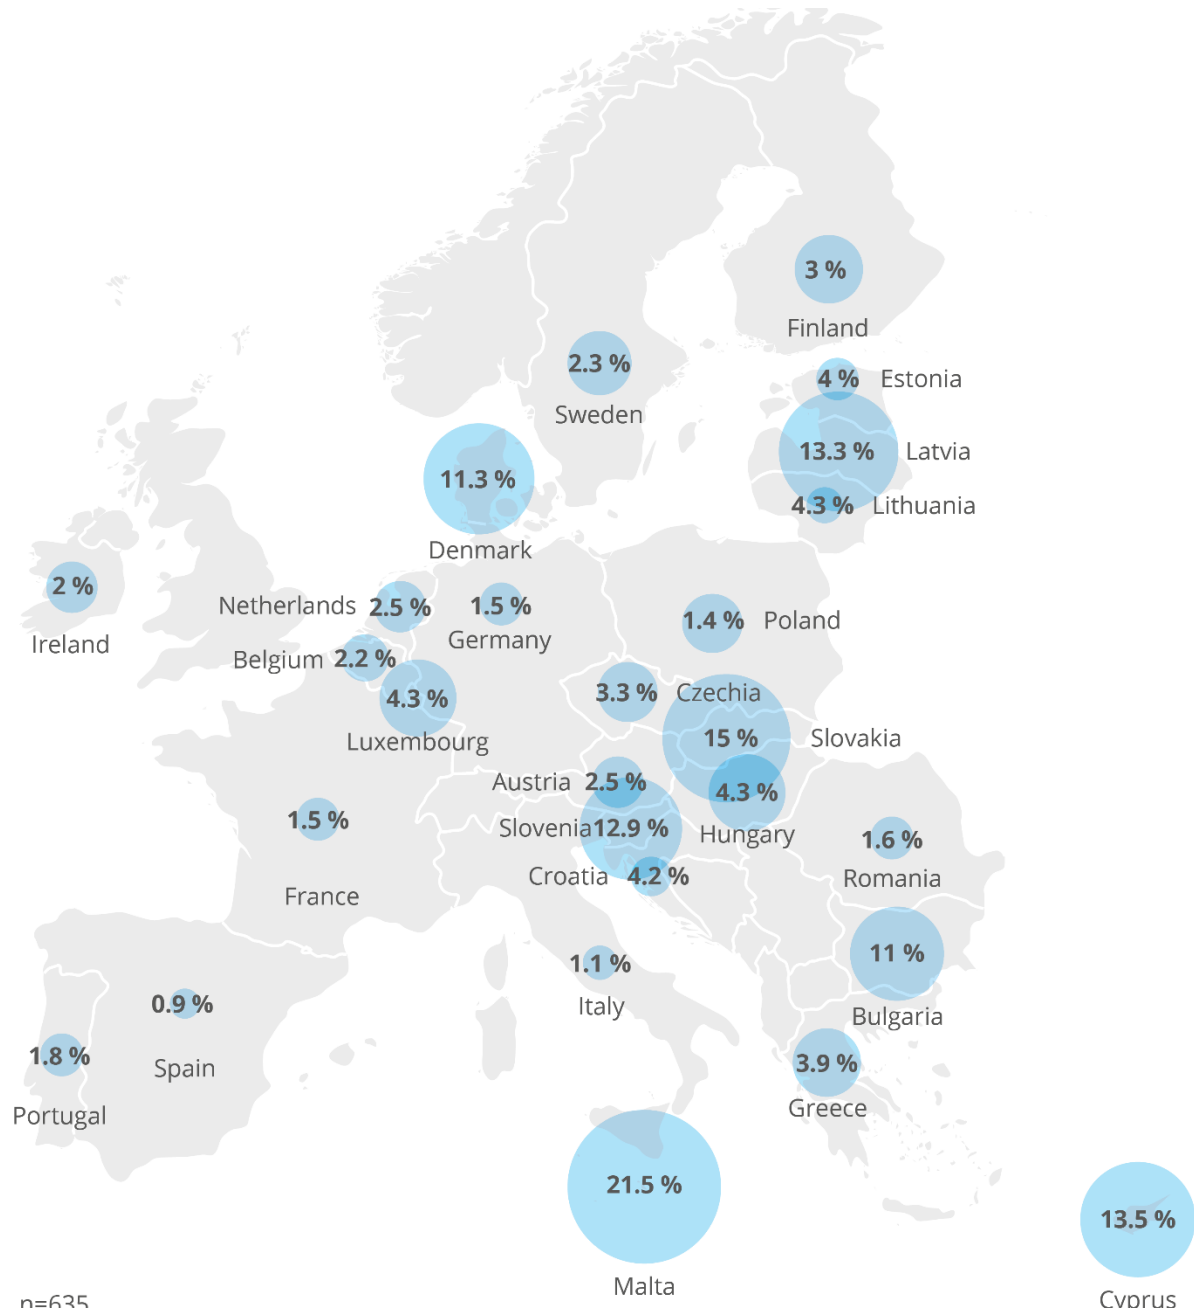 3 %
Finland
2.3 %
Sweden
4 % Estonia
13.3 % Latvia
4.3 % Lithuania
11.3 %
Denmark
2 %
Ireland
Netherlands 2.5 %
1.5 %
Germany
1.4 % Poland
Belgium 2.2 %
4.3 %
Luxembourg
3.3 % Czechia
15 % Slovakia
Austria 2.5 %
4.3 %
Hungary
Slovenia 12.9 %
1.5 %
France
Croatia 4.2 %
1.6 %
Romania
11 %
Bulgaria
1.1 %
Italy
0.9 %
Spain
1.8 %
Portugal
3.9 %
Greece
21.5 %
Malta
13.5 %
Cyprus
n=635